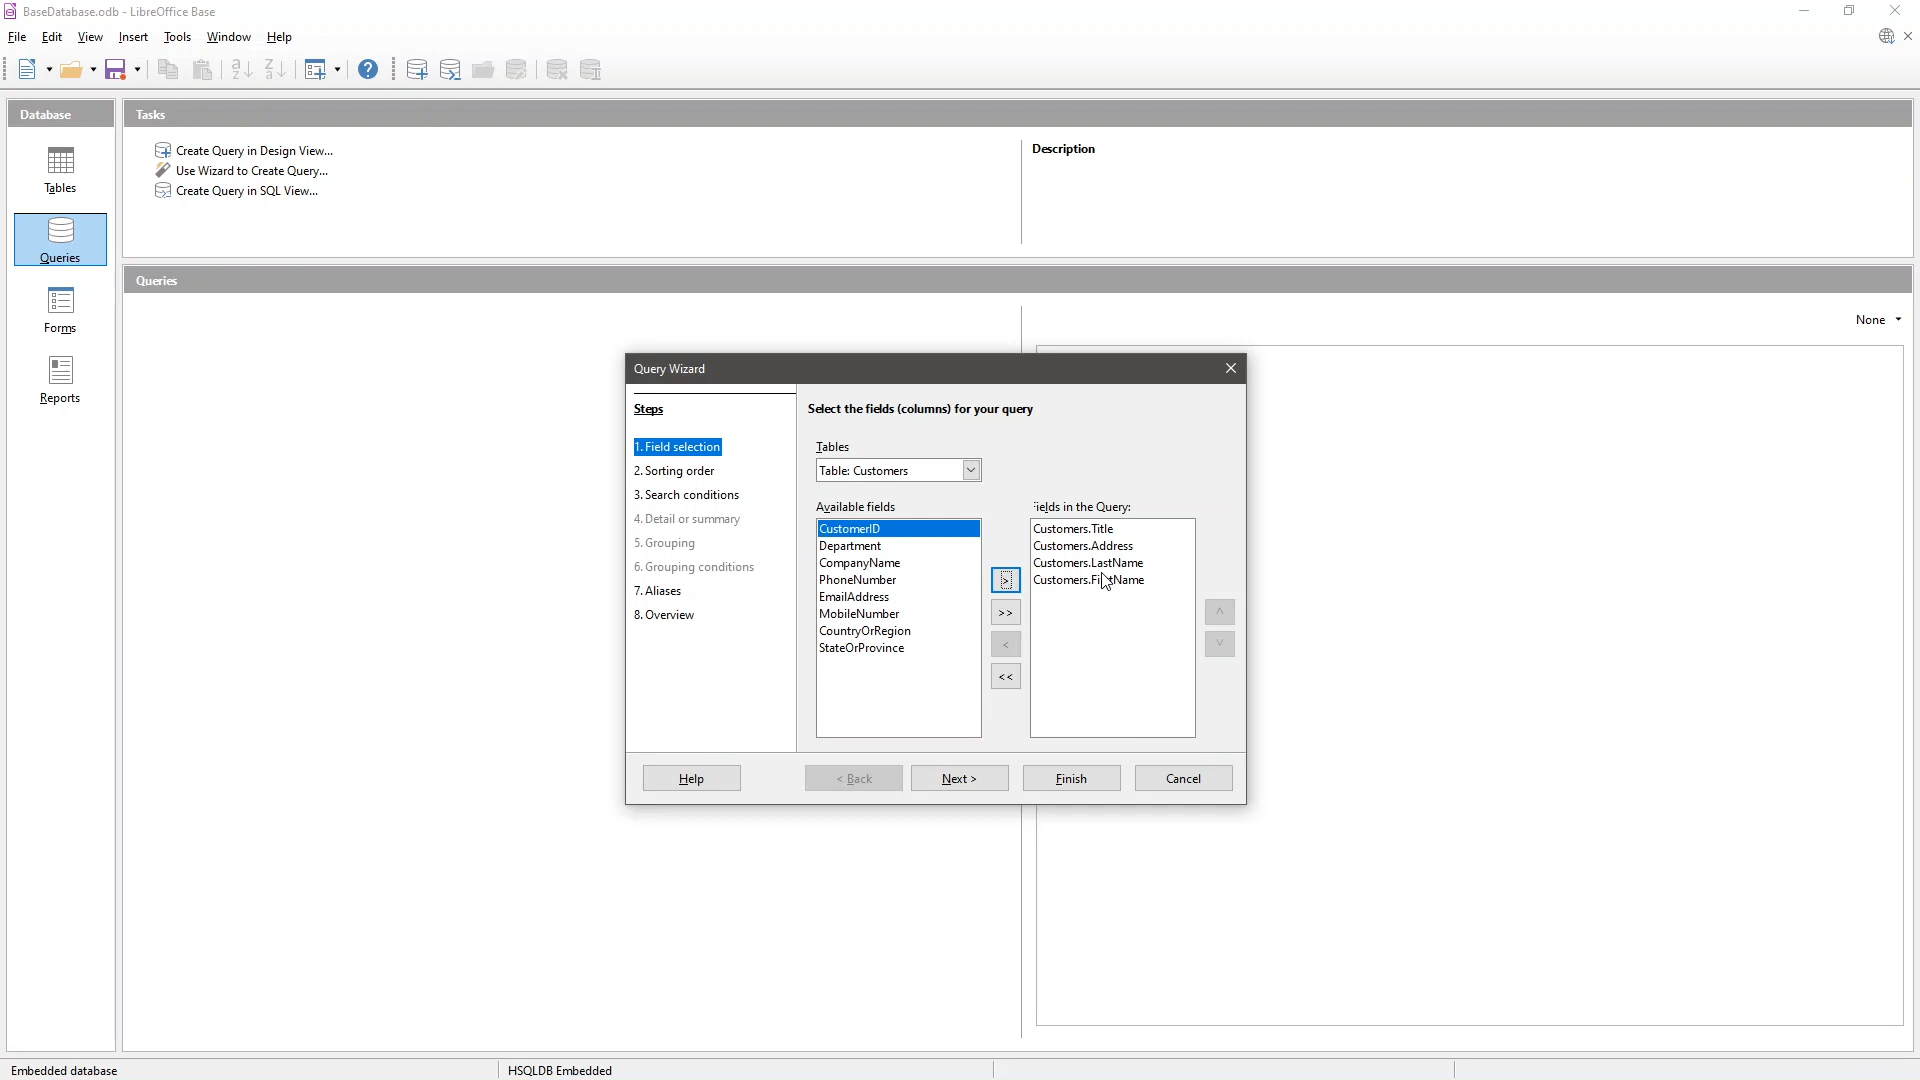 BaseDatabase.odb - LibreOffice Base
File Edit View Insert Tools Window Help
Database
Tables
Queries
Forms
Reports
Tasks
Create Query in Design View...
Use Wizard to Create Query...
Create Query in SQL View...
Description
Queries
None
Query Wizard
Steps
1. Field selection
2. Sorting order
3. Search conditions
4. Detail or summary
5. Grouping
6. Grouping conditions
7. Aliases
8. Overview
Select the fields (columns) for your query
Tables
Table: Customers
Available fields
CustomerID
Department
CompanyName
PhoneNumber
EmailAddress
MobileNumber
CountryOrRegion
StateOrProvince
>
>>
<
<<
Fields in the Query:
Customers.Title
Customers.Address
Customers.LastName
Customers.FirstName
Help
< Back
Next >
Finish
Cancel
Embedded database
HSQLDB Embedded